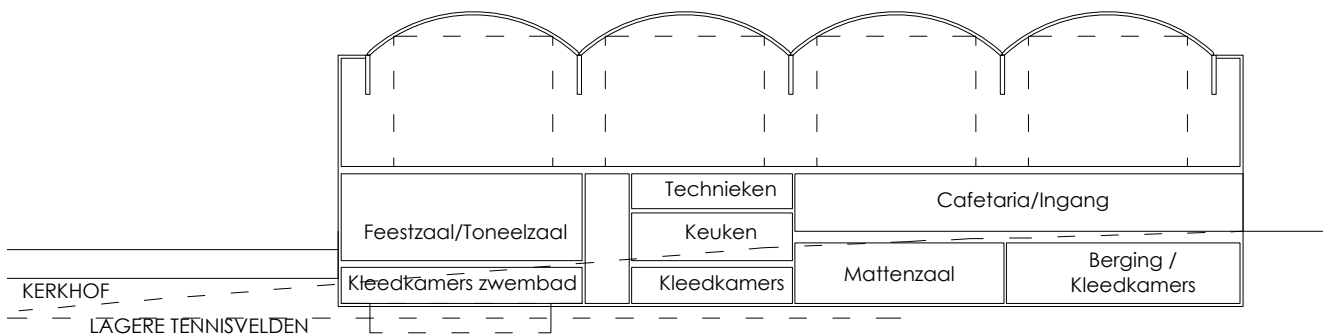 Technieken
Cafetaria/Ingang
Feestzaal/Toneelzaal
Keuken
Kleedkamers zwembad
Kleedkamers
Mattenzaal
Berging /
Kleedkamers
KERKHOF
LAGERE TENNISVELDEN